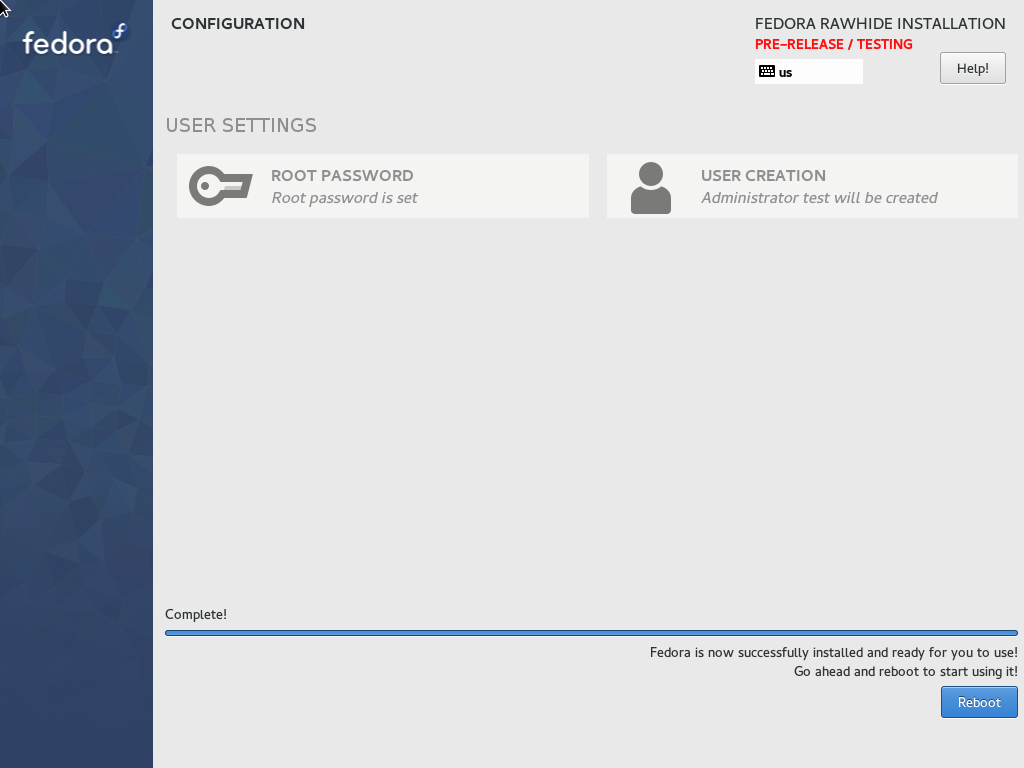 fedora
CONFIGURATION
FEDORA RAWHIDE INSTALLATION
PRE-RELEASE / TESTING
us
Help!
USER SETTINGS
ROOT PASSWORD
Root password is set
USER CREATION
Administrator test will be created
Complete!
Fedora is now successfully installed and ready for you to use!
Go ahead and reboot to start using it!
Reboot